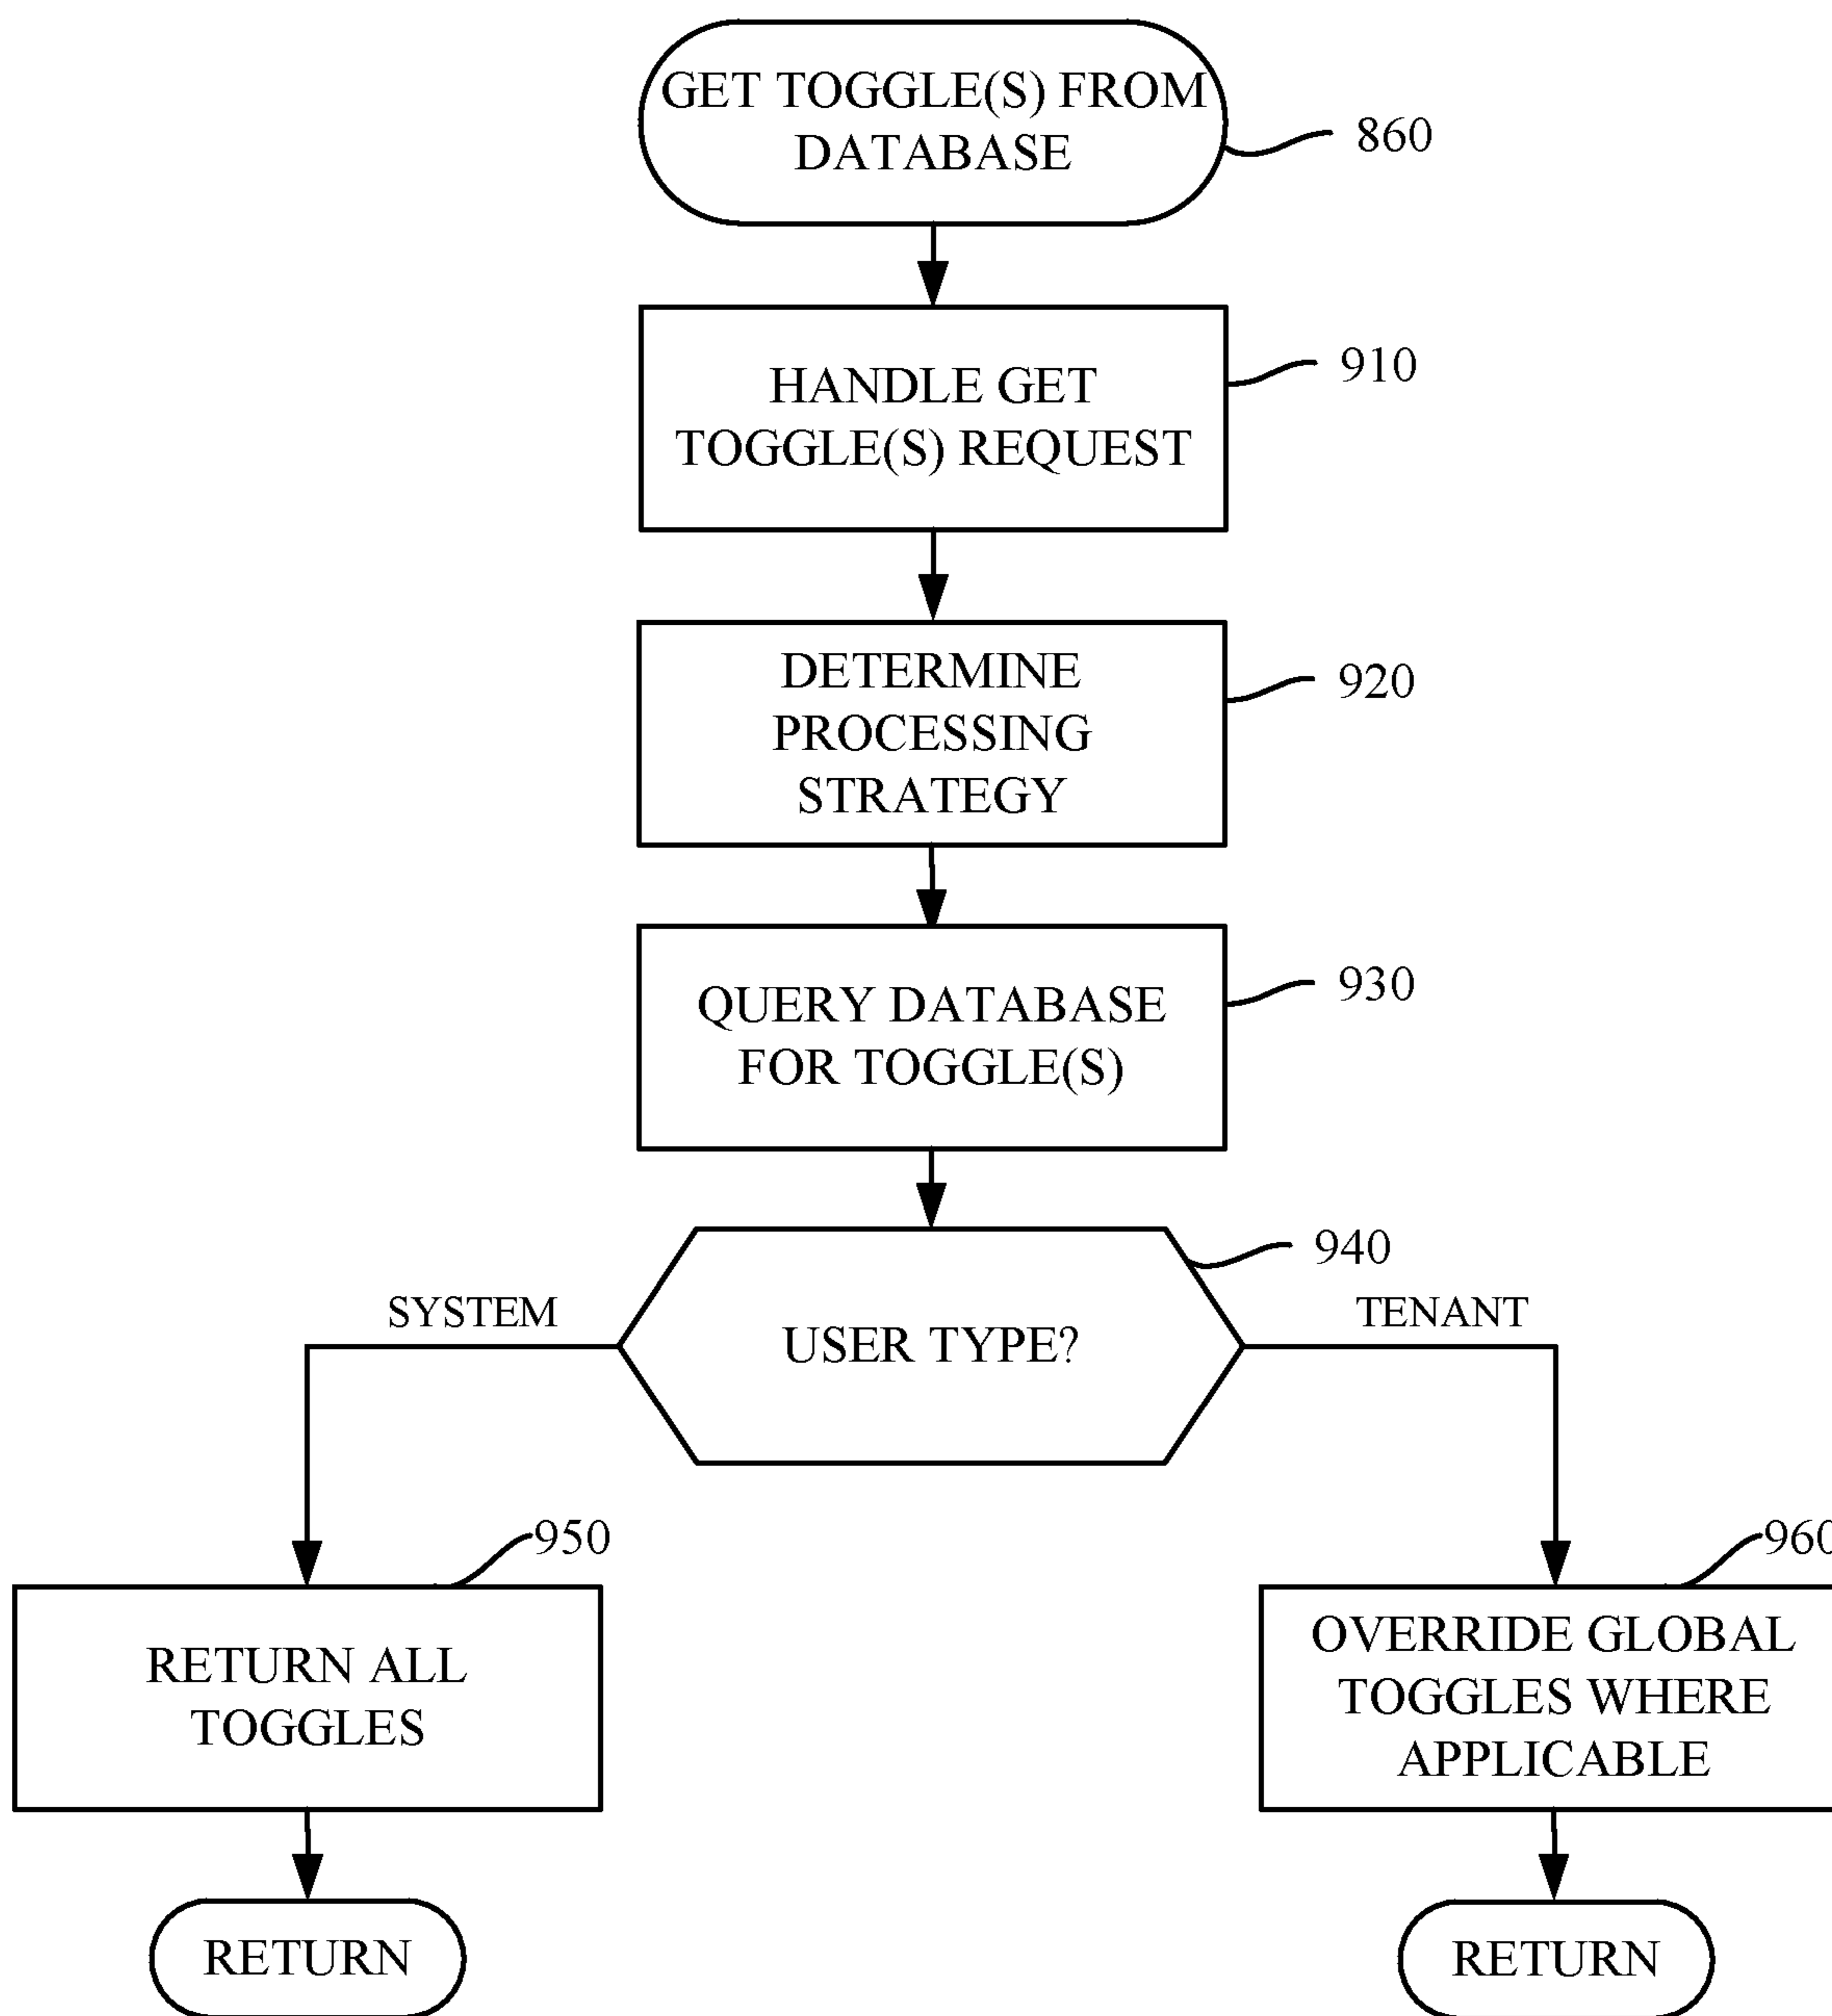 GET TOGGLE(S) FROM
DATABASE
860
HANDLE GET
TOGGLE(S) REQUEST
910
DETERMINE
PROCESSING
STRATEGY
920
QUERY DATABASE
FOR TOGGLE(S)
930
940
SYSTEM
USER TYPE?
TENANT
950
960
RETURN ALL
TOGGLES
OVERRIDE GLOBAL
TOGGLES WHERE
APPLICABLE
RETURN
RETURN